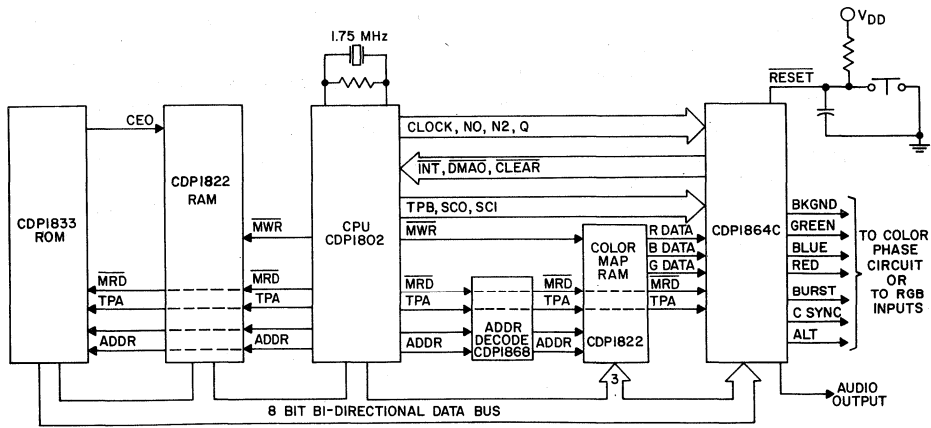 V DD
1.75 MHz
RESET
CEO
CLOCK, NO, N2, Q
CDP1822
RAM
INT, DMAO, CLEAR
CDP1833
ROM
CPU
CDP1802
CDP1864C
TPB, SCO, SCI
BKGND
MWR
MWR
R DATA
GREEN
COLOR
MAP
RAM
B DATA
BLUE
G DATA
RED
TO COLOR
PHASE
CIRCUIT
OR
TO RGB
INPUTS
MRD
MRD
MRD
MRD
MRD
TPA
TPA
TPA
TPA
TPA
BURST
C SYNC
ADDR
DECODE
CDP1868
ADDR
ADDR
ADDR
ADDR
CDP1822
ALT
3
AUDIO
OUTPUT
8 BIT BI-DIRECTIONAL DATA BUS